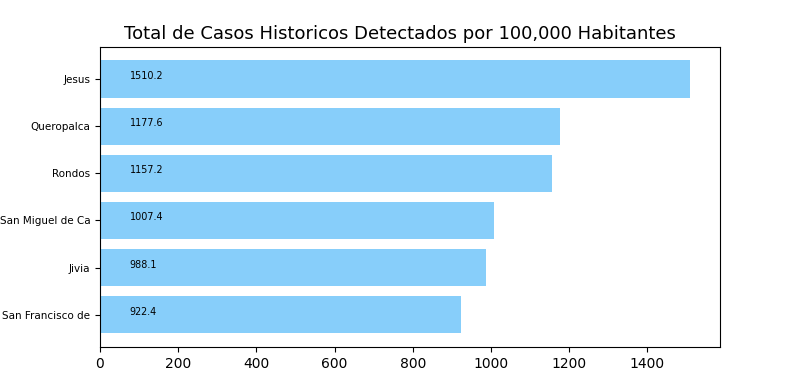 Total de Casos Historicos Detectados por 100,000 Habitantes
Jesus 1510.2
Queropalca 1177.6
Rondos 1157.2
San Miguel de Ca 1007.4
Jivia 988.1
San Francisco de 922.4
0 200 400 600 800 1000 1200 1400